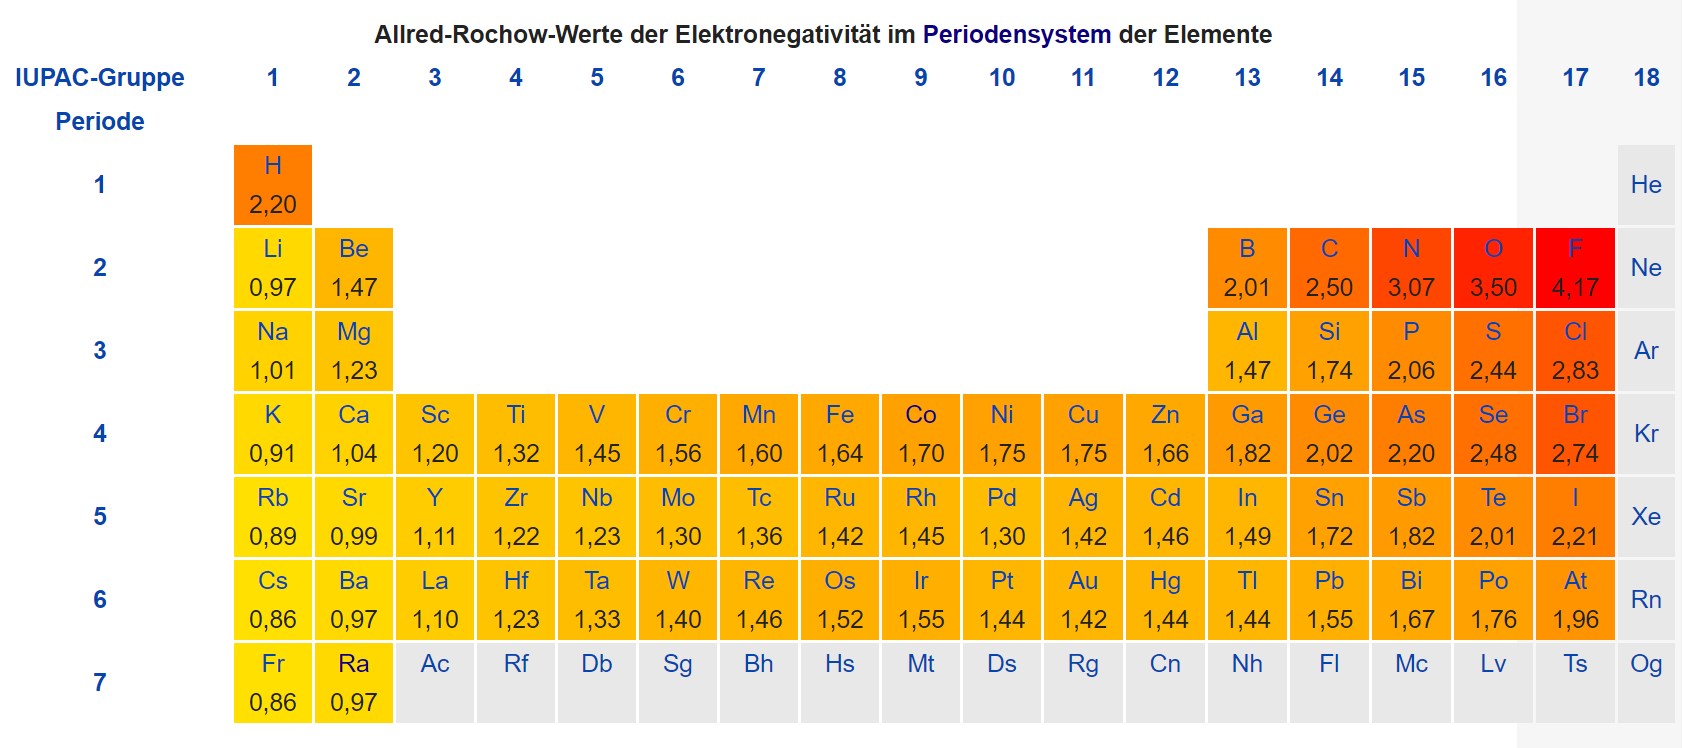 Allred-Rochow-Werte der Elektronegativität im Periodensystem der Elemente
IUPAC-Gruppe 1 2 3 4 5 6 7 8 9 10 11 12 13 14 15 16 17 18
Periode
1 H He
2,20
2 Li Be B C N O F Ne
0,97 1,47 2,01 2,50 3,07 3,50 4,17
3 Na Mg Al Si P S Cl Ar
1,01 1,23 1,47 1,74 2,06 2,44 2,83
4 K Ca Sc Ti V Cr Mn Fe Co Ni Cu Zn Ga Ge As Se Br Kr
0,91 1,04 1,20 1,32 1,45 1,56 1,60 1,64 1,70 1,75 1,75 1,66 1,82 2,02 2,20 2,48 2,74
5 Rb Sr Y Zr Nb Mo Tc Ru Rh Pd Ag Cd In Sn Sb Te I Xe
0,89 0,99 1,11 1,22 1,23 1,30 1,36 1,42 1,45 1,30 1,42 1,46 1,49 1,72 1,82 2,01 2,21
6 Cs Ba La Hf Ta W Re Os Ir Pt Au Hg Tl Pb Bi Po At Rn
0,86 0,97 1,10 1,23 1,33 1,40 1,46 1,52 1,55 1,44 1,42 1,44 1,44 1,55 1,67 1,76 1,96
7 Fr Ra Ac Rf Db Sg Bh Hs Mt Ds Rg Cn Nh Fl Mc Lv Ts Og
0,86 0,97